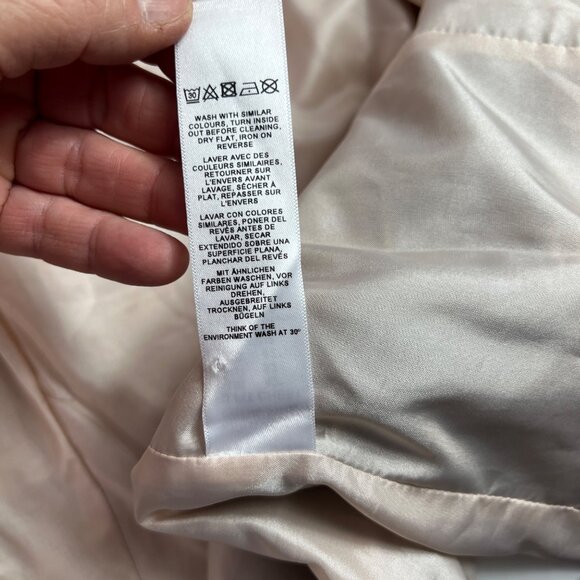 30
WASH WITH SIMILAR
COLOURS, TURN INSIDE
OUT BEFORE CLEANING,
DRY FLAT, IRON ON
REVERSE
LAVER AVEC DES
COULEURS SIMILAIRES,
RETOURNER SUR
L'ENVERS AVANT
LAVAGE, SÉCHER À
PLAT, REPASSER SUR
L'ENVERS
LAVAR CON COLORES
SIMILARES, PONER DEL
REVÉS ANTES DE
LAVAR, SECAR
EXTENDIDO SOBRE UNA
SUPERFICIE PLANA,
PLANCHAR DEL REVÉS
MIT ÄHNLICHEN
FARBEN WASCHEN, VOR
REINIGUNG AUF LINKS
DREHEN,
AUSGEBREITET
TROCKNEN, AUF LINKS
BÜGELN
THINK OF THE
ENVIRONMENT WASH AT 30°